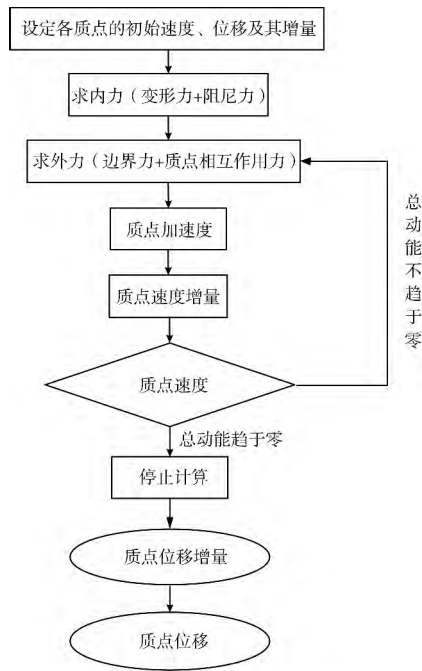 设定各质点的初始速度、位移及其增量
求内力（变形力+阻尼力）
求外力（边界力+质点相互作用力）
质点加速度
质点速度增量
质点速度
总动能不趋于零
总动能趋于零
停止计算
质点位移增量
质点位移